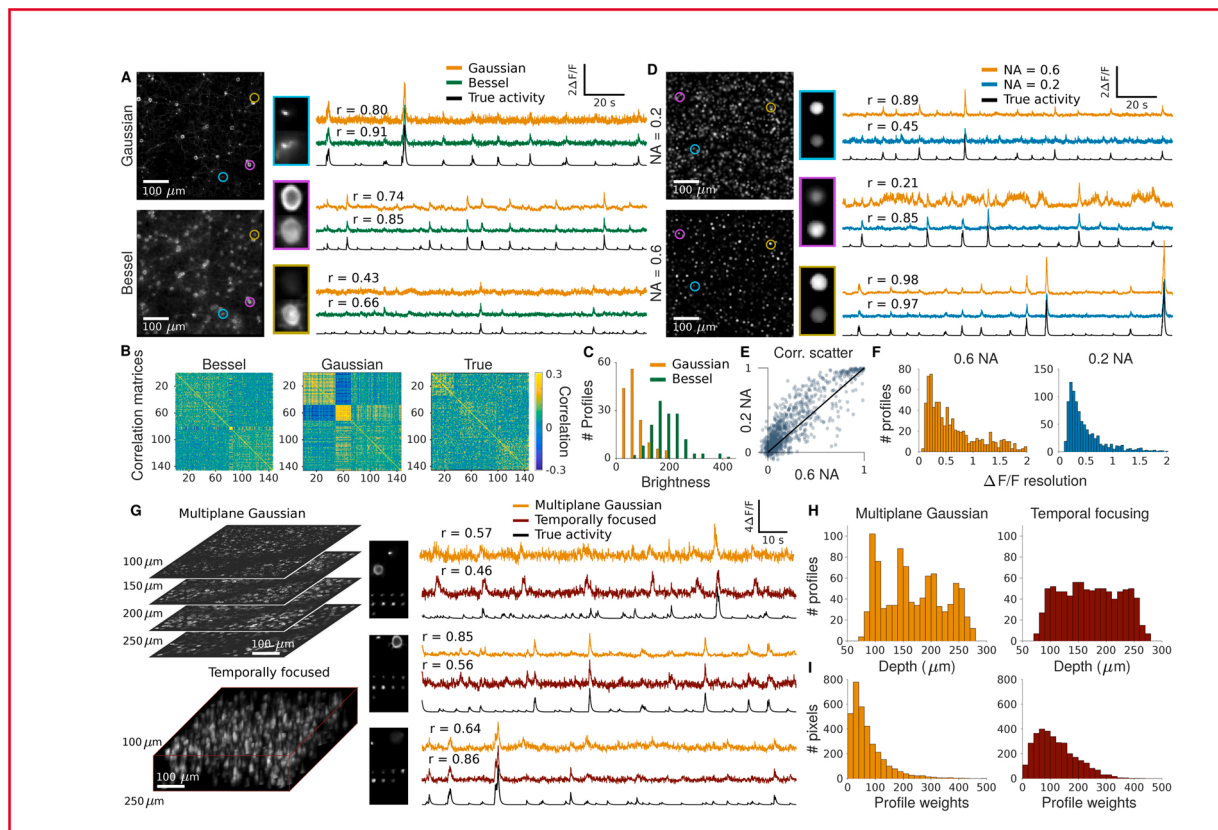 A
Gaussian
100 μm
Bessel
100 μm
Gaussian
Bessel
True activity
2ΔF/F
20 s
r = 0.80
r = 0.91
r = 0.74
r = 0.85
r = 0.43
r = 0.66
D
NA = 0.2
100 μm
NA = 0.6
100 μm
NA = 0.6
NA = 0.2
True activity
2ΔF/F
20 s
r = 0.89
r = 0.45
r = 0.21
r = 0.85
r = 0.98
r = 0.97
B
Correlation matrices
Bessel
Gaussian
True
20
60
100
140
20 60 100 140
20
60
100
140
20 60 100 140
20
60
100
140
20 60 100 140
0.3
0
-0.3
Correlation
C
Gaussian
Bessel
# Profiles
60
30
0
0 200 400
Brightness
E
Corr. scatter
0.2 NA
1
0
0 1
0.6 NA
F
0.6 NA
0.2 NA
# profiles
80
60
40
20
0
0 0.5 1 1.5 2
150
100
50
0
0 0.5 1 1.5 2
ΔF/F resolution
G
Multiplane Gaussian
100 μm
150 μm
200 μm
250 μm
100 μm
Temporally focused
100 μm
100 μm
250 μm
Multiplane Gaussian
Temporally focused
True activity
4ΔF/F
10 s
r = 0.57
r = 0.46
r = 0.85
r = 0.56
r = 0.64
r = 0.86
H
Multiplane Gaussian
Temporal focusing
# profiles
100
80
60
40
20
0
50 100 150 200 250 300
Depth (μm)
100
80
60
40
20
0
50 100 150 200 250 300
Depth (μm)
I
# pixels
800
600
400
200
0
0 100 200 300 400 500
Profile weights
800
600
400
200
0
0 100 200 300 400 500
Profile weights